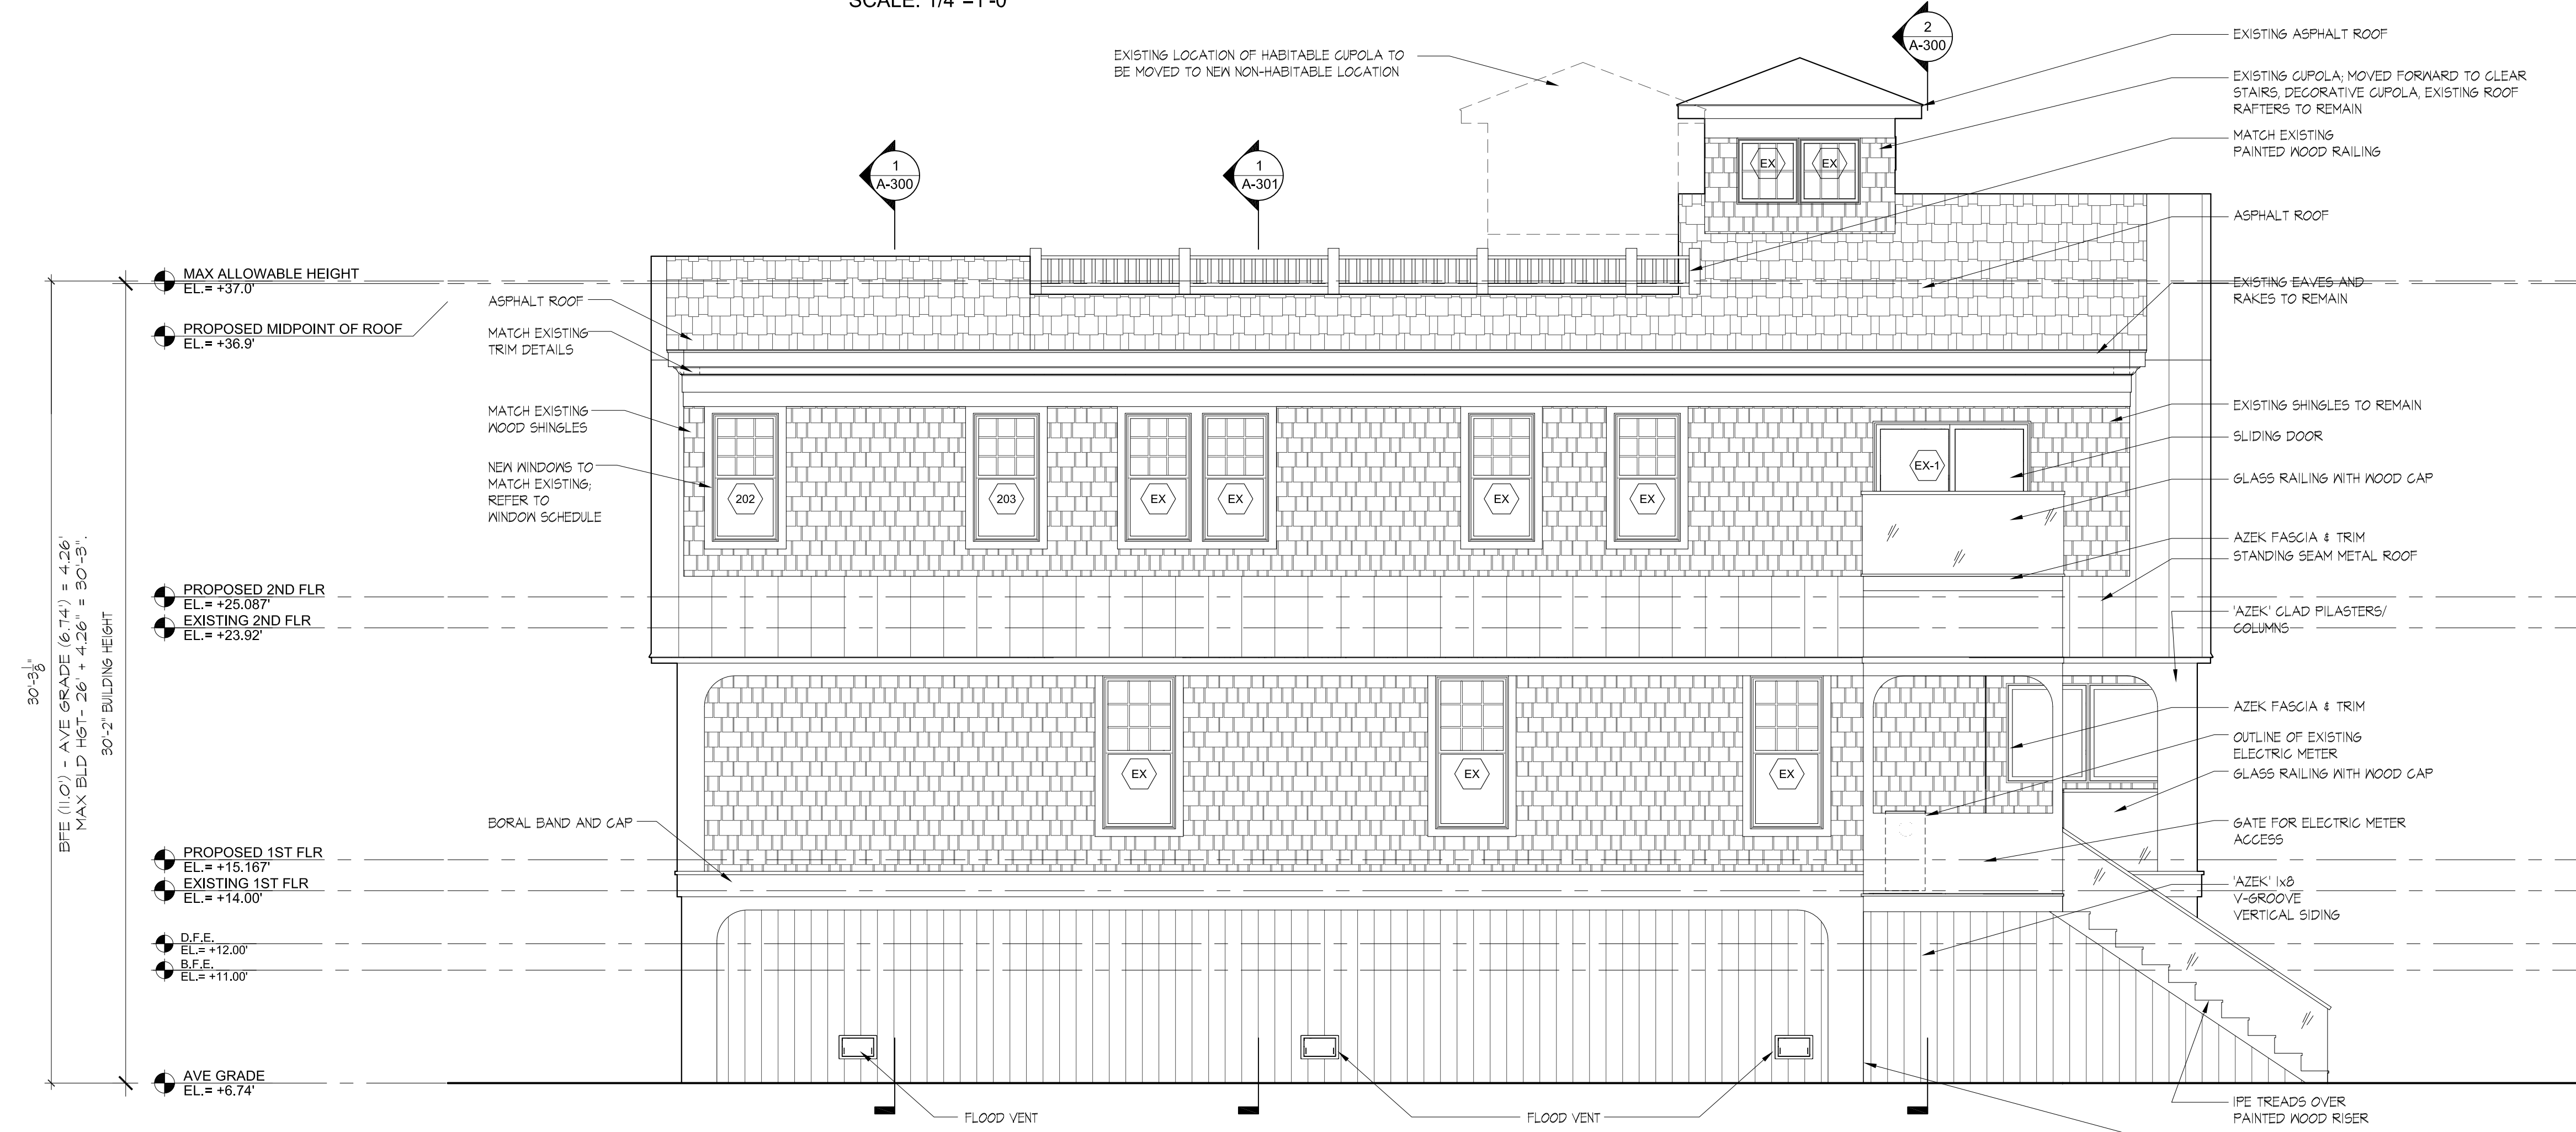 SCALE: 1/4"=1'-0"
EXISTING LOCATION OF HABITABLE CUPOLA TO
BE MOVED TO NEW NON-HABITABLE LOCATION
2
A-300
1
A-300
1
A-301
EXISTING ASPHALT ROOF
EXISTING CUPOLA; MOVED FORWARD TO CLEAR
STAIRS, DECORATIVE CUPOLA, EXISTING ROOF
RAFTERS TO REMAIN
MATCH EXISTING
PAINTED WOOD RAILING
ASPHALT ROOF
EXISTING EAVES AND
RAKES TO REMAIN
EXISTING SHINGLES TO REMAIN
SLIDING DOOR
GLASS RAILING WITH WOOD CAP
AZEK FASCIA & TRIM
STANDING SEAM METAL ROOF
'AZEK' CLAD PILASTERS/
COLUMNS
AZEK FASCIA & TRIM
OUTLINE OF EXISTING
ELECTRIC METER
GLASS RAILING WITH WOOD CAP
GATE FOR ELECTRIC METER
ACCESS
'AZEK' 1x8
V-GROOVE
VERTICAL SIDING
IPE TREADS OVER
PAINTED WOOD RISER
MAX ALLOWABLE HEIGHT
EL.= +37.0'
PROPOSED MIDPOINT OF ROOF
EL.= +36.9'
PROPOSED 2ND FLR
EL.= +25.087'
EXISTING 2ND FLR
EL.= +23.92'
PROPOSED 1ST FLR
EL.= +15.167'
EXISTING 1ST FLR
EL.= +14.00'
D.F.E.
EL.= +12.00'
B.F.E.
EL.= +11.00'
AVE GRADE
EL.= +6.74'
30'-3 1/8"
BFE (11.0') - AVE GRADE (6.74') = 4.26'
MAX BLD HGT- 26' + 4.26" = 30'-3".
30'-2" BUILDING HEIGHT
ASPHALT ROOF
MATCH EXISTING
TRIM DETAILS
MATCH EXISTING
WOOD SHINGLES
NEW WINDOWS TO
MATCH EXISTING;
REFER TO
WINDOW SCHEDULE
BORAL BAND AND CAP
EX
EX
202
203
EX
EX
EX
EX
EX-1
EX
EX
EX
FLOOD VENT
FLOOD VENT